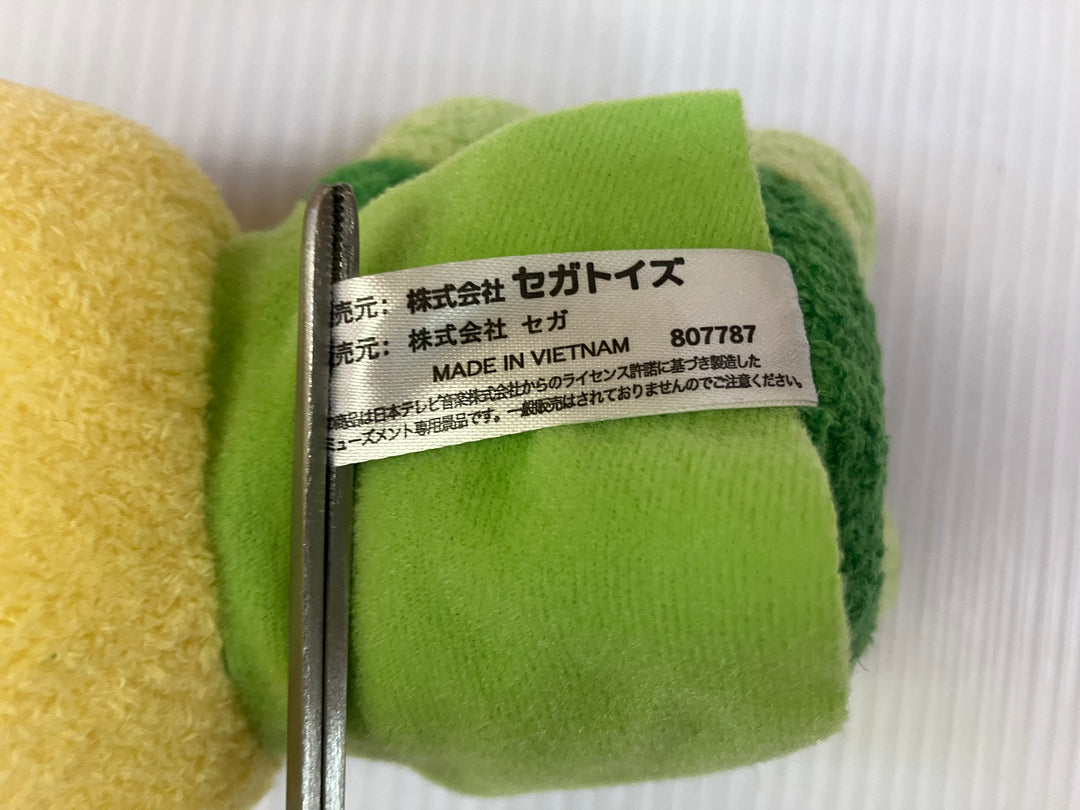 売元: 株式会社 セガトイズ
売元: 株式会社 セガ
MADE IN VIETNAM 807787
商品は日本テレビ音楽株式会社からのライセンス許諾に基づき製造した
ミューズメント専用景品です。一般販売はされておりませんのでご注意ください。